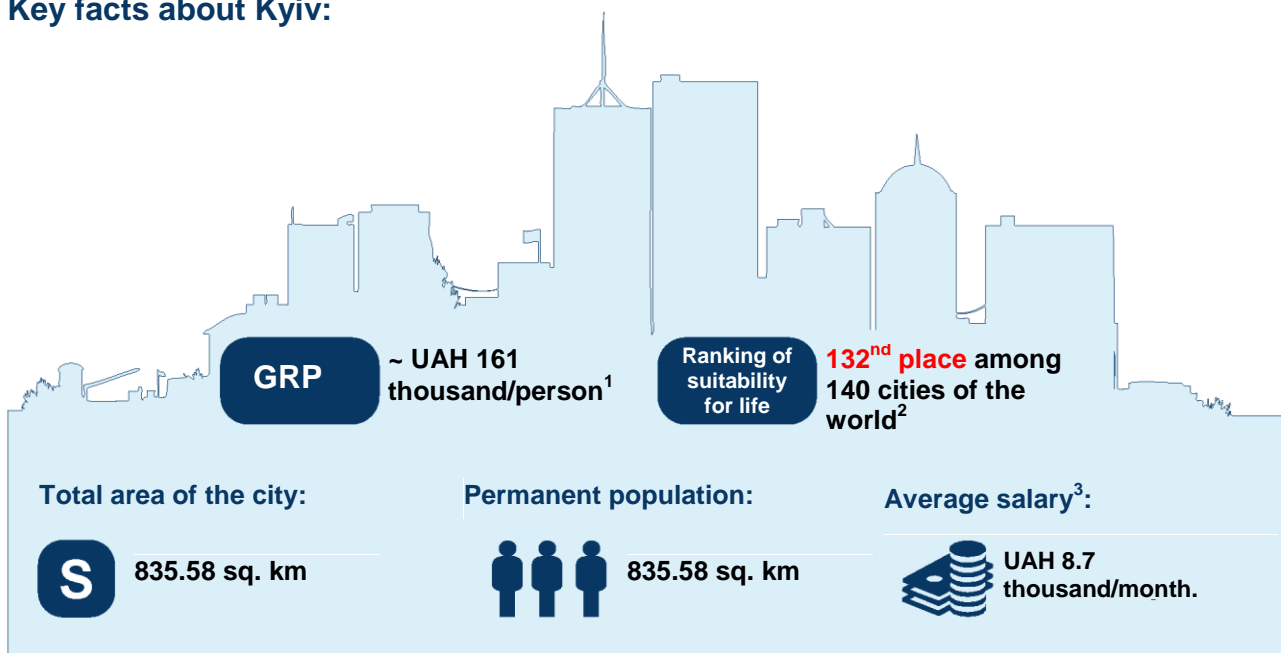 Key facts about Kyiv:
GRP
~ UAH 161
thousand/person1
Ranking of
suitability
for life
132nd place among
140 cities of the
world2
Total area of the city:
S
835.58 sq. km
Permanent population:
835.58 sq. km
Average salary3:
UAH 8.7
thousand/month.